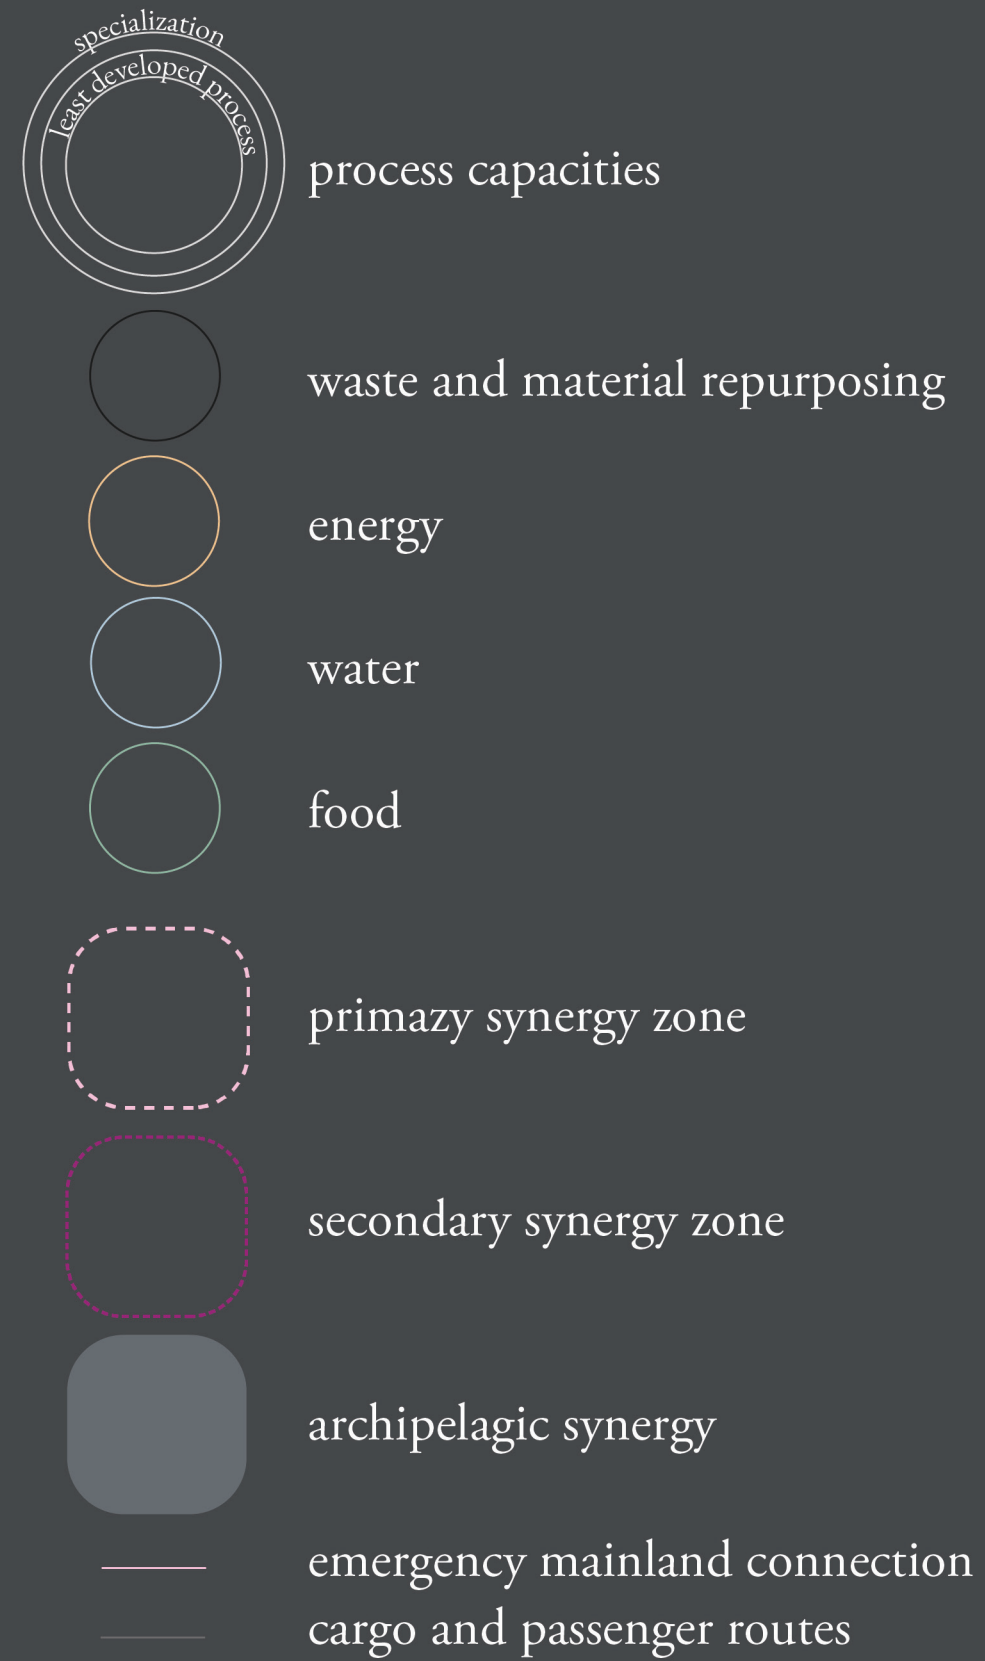 specialization
least developed process
process capacities
waste and material repurposing
energy
water
food
primazy synergy zone
secondary synergy zone
archipelagic synergy
emergency mainland connection
cargo and passenger routes